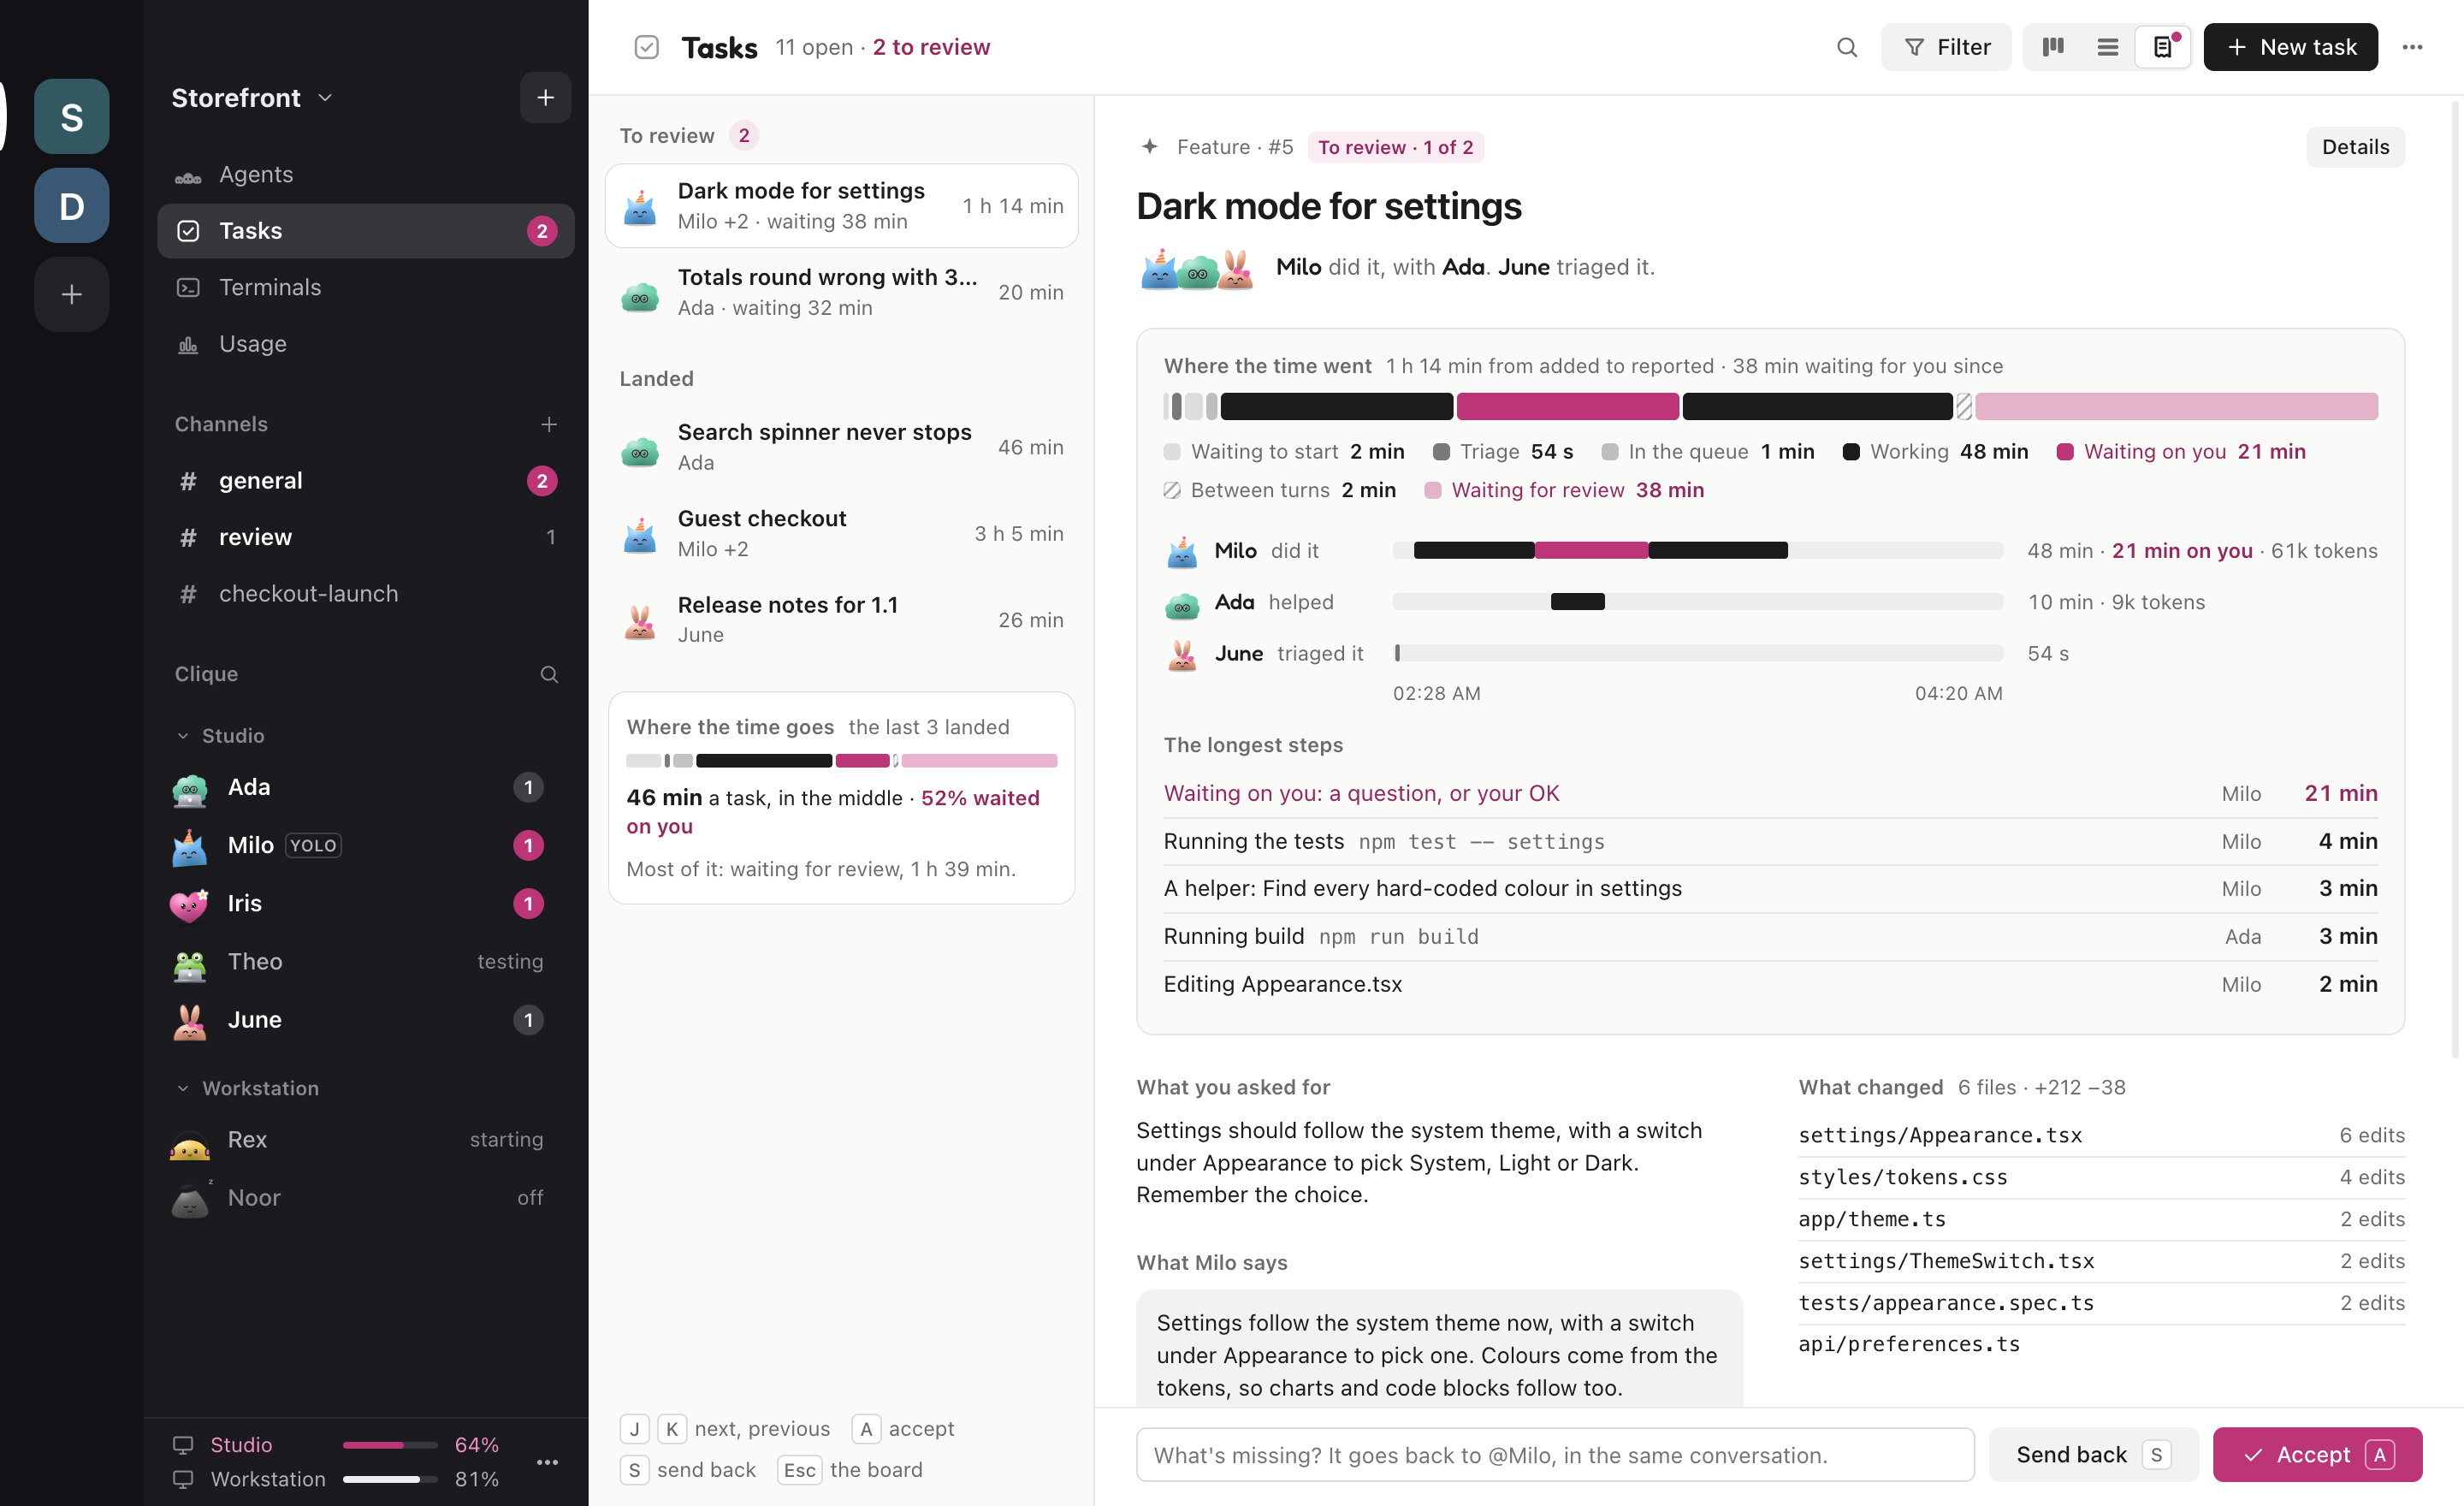 S
D
Storefront
Agents
Tasks 2
Terminals
Usage
Channels
# general 2
# review 1
# checkout-launch
Clique
Studio
Ada 1
Milo YOLO 1
Iris 1
Theo testing
June 1
Workstation
Rex starting
z
Noor off
Studio 64%
Workstation 81%
Tasks 11 open · 2 to review
Filter
New task
To review 2
Dark mode for settings 1 h 14 min
Milo +2 · waiting 38 min
Totals round wrong with 3... 20 min
Ada · waiting 32 min
Landed
Search spinner never stops 46 min
Ada
Guest checkout 3 h 5 min
Milo +2
Release notes for 1.1 26 min
June
Where the time goes the last 3 landed
46 min a task, in the middle · 52% waited
on you
Most of it: waiting for review, 1 h 39 min.
J K next, previous A accept
S send back Esc the board
Feature · #5 To review · 1 of 2
Details
Dark mode for settings
Milo did it, with Ada. June triaged it.
Where the time went 1 h 14 min from added to reported · 38 min waiting for you since
Waiting to start 2 min Triage 54 s In the queue 1 min Working 48 min Waiting on you 21 min
Between turns 2 min Waiting for review 38 min
Milo did it 48 min · 21 min on you · 61k tokens
Ada helped 10 min · 9k tokens
June triaged it 54 s
02:28 AM 04:20 AM
The longest steps
Waiting on you: a question, or your OK Milo 21 min
Running the tests npm test -- settings Milo 4 min
A helper: Find every hard-coded colour in settings Milo 3 min
Running build npm run build Ada 3 min
Editing Appearance.tsx Milo 2 min
What you asked for
Settings should follow the system theme, with a switch
under Appearance to pick System, Light or Dark.
Remember the choice.
What Milo says
Settings follow the system theme now, with a switch
under Appearance to pick one. Colours come from the
tokens, so charts and code blocks follow too.
What changed 6 files · +212 −38
settings/Appearance.tsx 6 edits
styles/tokens.css 4 edits
app/theme.ts 2 edits
settings/ThemeSwitch.tsx 2 edits
tests/appearance.spec.ts 2 edits
api/preferences.ts
What's missing? It goes back to @Milo, in the same conversation.
Send back S
Accept A